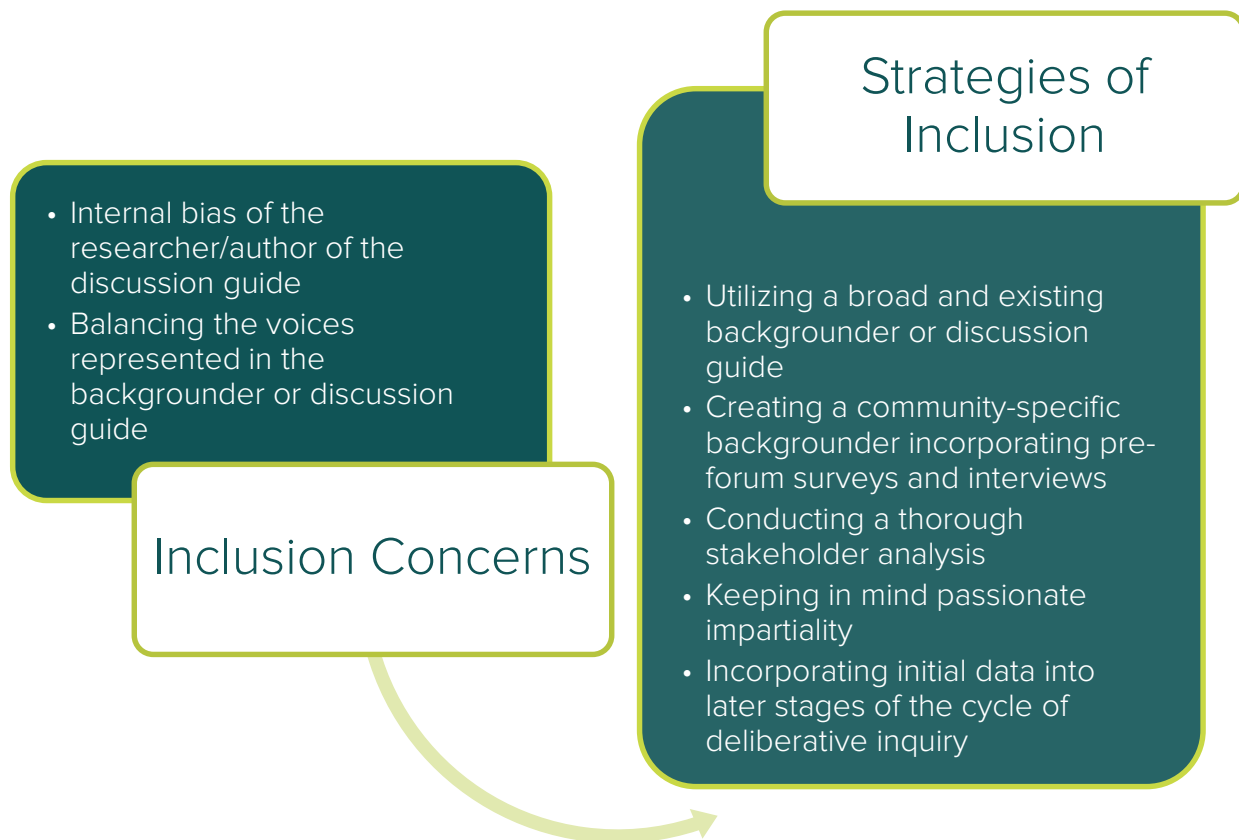 • Internal bias of the
researcher/author of the
discussion guide
• Balancing the voices
represented in the
backgrounder or discussion
guide
Inclusion Concerns
Strategies of
Inclusion
• Utilizing a broad and existing
backgrounder or discussion
guide
• Creating a community-specific
backgrounder incorporating pre-
forum surveys and interviews
• Conducting a thorough
stakeholder analysis
• Keeping in mind passionate
impartiality
• Incorporating initial data into
later stages of the cycle of
deliberative inquiry